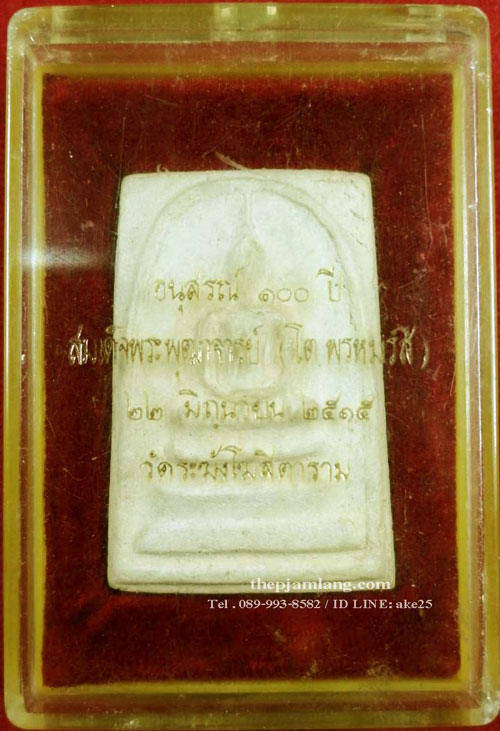 อนุสรณ์ ๑๐๐ ปี
สมเด็จพระพุฒาจารย์ ( โต พรหมรังสี )
๒๒ มิถุนายน ๒๕๑๕
วัดระฆังโฆสิตาราม
thepjamlang.com
Tel . 089-993-8582 / ID LINE: ake25